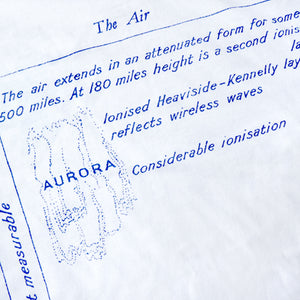 The Air
The air extends in an attenuated form for some
500 miles. At 180 miles height is a second ionis
la
Ionised Heaviside-Kennelly lay
reflects wireless waves
AURORA
Considerable ionisation
t measurable